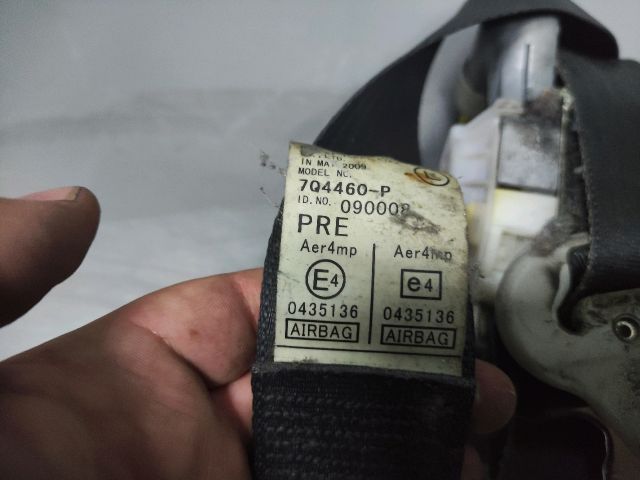 IN MAY 2009
MODEL NO.
7Q4460-P
ID.NO. 090008
PRE
Aer4mp Aer4mp
E4 e4
0435136 0435136
AIRBAG AIRBAG